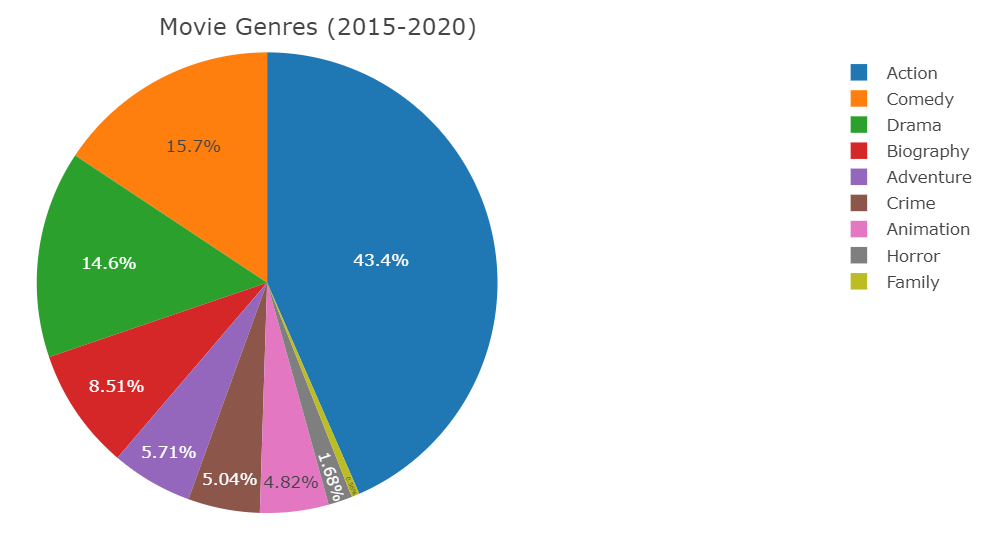 Movie Genres (2015-2020)
Action
Comedy
Drama
Biography
Adventure
Crime
Animation
Horror
Family
15.7%
43.4%
14.6%
8.51%
5.71%
5.04%
4.82%
1.68%